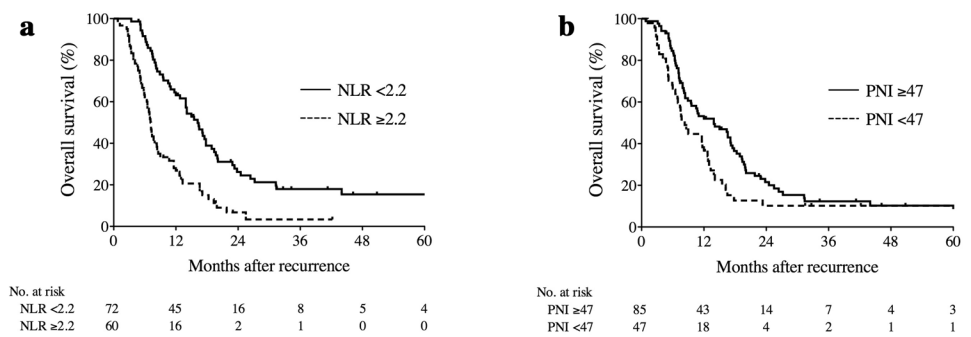 a
Overall survival (%)
100
80
60
40
20
0
NLR <2.2
NLR ≥2.2
0 12 24 36 48 60
Months after recurrence
No. at risk
NLR <2.2 72 45 16 8 5 4
NLR ≥2.2 60 16 2 1 0 0
b
Overall survival (%)
100
80
60
40
20
0
PNI ≥47
PNI <47
0 12 24 36 48 60
Months after recurrence
No. at risk
PNI ≥47 85 43 14 7 4 3
PNI <47 47 18 4 2 1 1